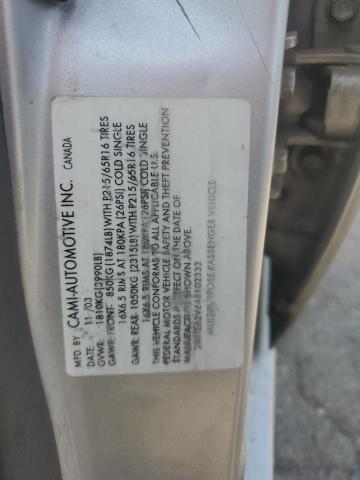 MFG. BY CAMI-AUTOMOTIVE INC. CANADA
DATE: 11/03
GVWR: 1810KG(3990LB)
GAWR: FRONT: 850KG(1874LB) WITH P215/65R16 TIRES
16X6.5 RIMS AT 180KPA(26PSI) COLD SINGLE
GAWR: REAR: 1050KG(2315LB) WITH P215/65R16 TIRES
16X6.5 RIMS AT 180KPA(26PSI) COLD SINGLE
THIS VEHICLE CONFORMS TO ALL APPLICABLE U.S.
FEDERAL MOTOR VEHICLE SAFETY AND THEFT PREVENTION
STANDARDS IN EFFECT ON THE DATE OF
MANUFACTURE SHOWN ABOVE.
MULTIPURPOSE PASSENGER VEHICLE